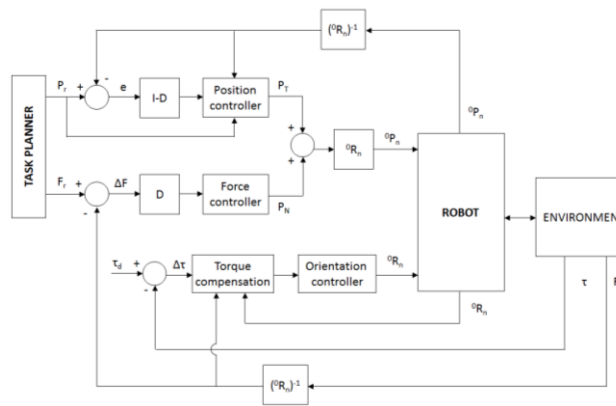 (⁰Rₙ)⁻¹
Pᵣ
+
-
e
I-D
Position
controller
P_T
⁰Pₙ
TASK PLANNER
+
+
⁰Rₙ
⁰Pₙ
Fᵣ
+
-
ΔF
D
Force
controller
P_N
ROBOT
ENVIRONMENT
τ_d
+
-
Δτ
Torque
compensation
Orientation
controller
⁰Rₙ
⁰Rₙ
τ
F
(⁰Rₙ)⁻¹